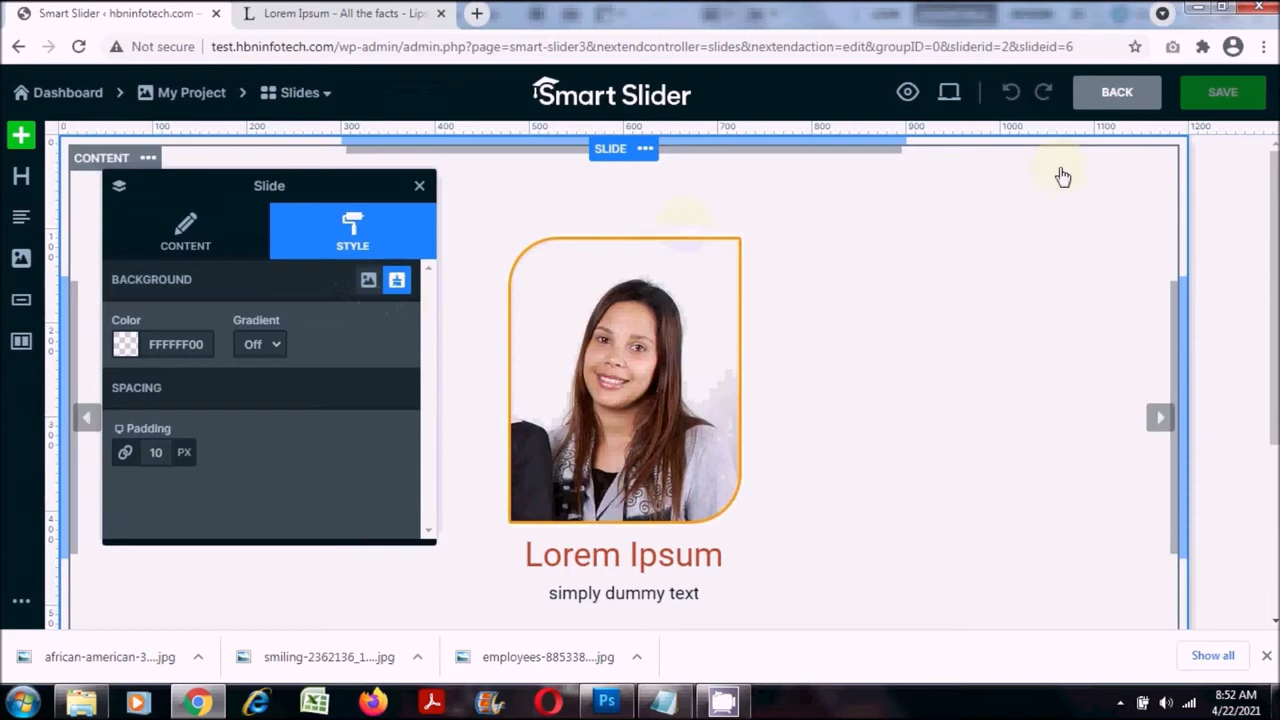 Smart Slider ‹ hbninfotech.com —
Lorem Ipsum - All the facts - Lips
Not secure
test.hbninfotech.com/wp-admin/admin.php?page=smart-slider3&nextendcontroller=slides&nextendaction=edit&groupID=0&sliderid=2&slideid=6
Dashboard
My Project
Slides
Smart Slider
BACK
SAVE
0 100 200 300 400 500 600 700 800 900 1000 1100 1200
CONTENT
SLIDE
Slide
CONTENT
STYLE
BACKGROUND
Color
Gradient
FFFFFF00
Off
SPACING
Padding
10 PX
Lorem Ipsum
simply dummy text
african-american-3....jpg
smiling-2362136_1....jpg
employees-885338....jpg
Show all
Ps
8:52 AM
4/22/2021